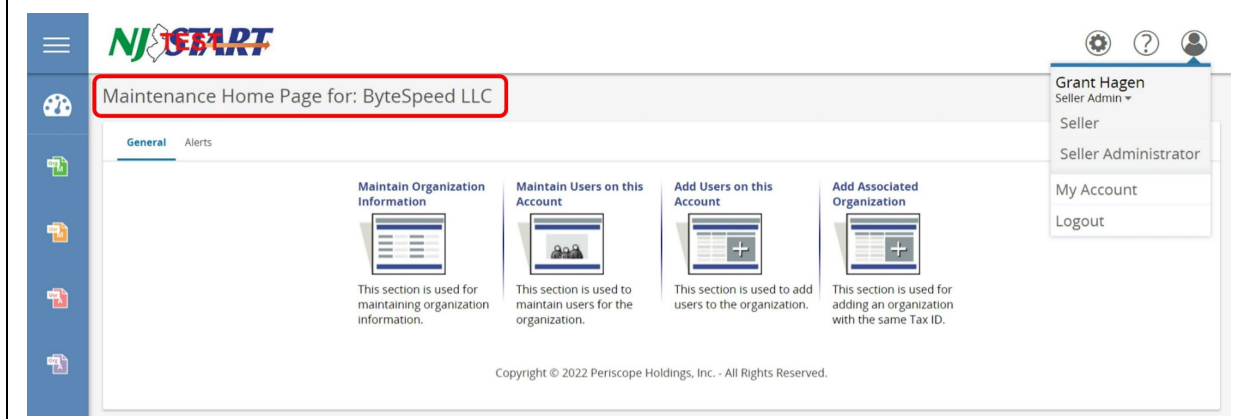 NJSTART
TEST
Maintenance Home Page for: ByteSpeed LLC
Grant Hagen
Seller Admin
Seller
Seller Administrator
My Account
Logout
General Alerts
Maintain Organization
Information
This section is used for
maintaining organization
information.
Maintain Users on this
Account
This section is used to
maintain users for the
organization.
Add Users on this
Account
This section is used to add
users to the organization.
Add Associated
Organization
This section is used for
adding an organization
with the same Tax ID.
Copyright © 2022 Periscope Holdings, Inc. - All Rights Reserved.